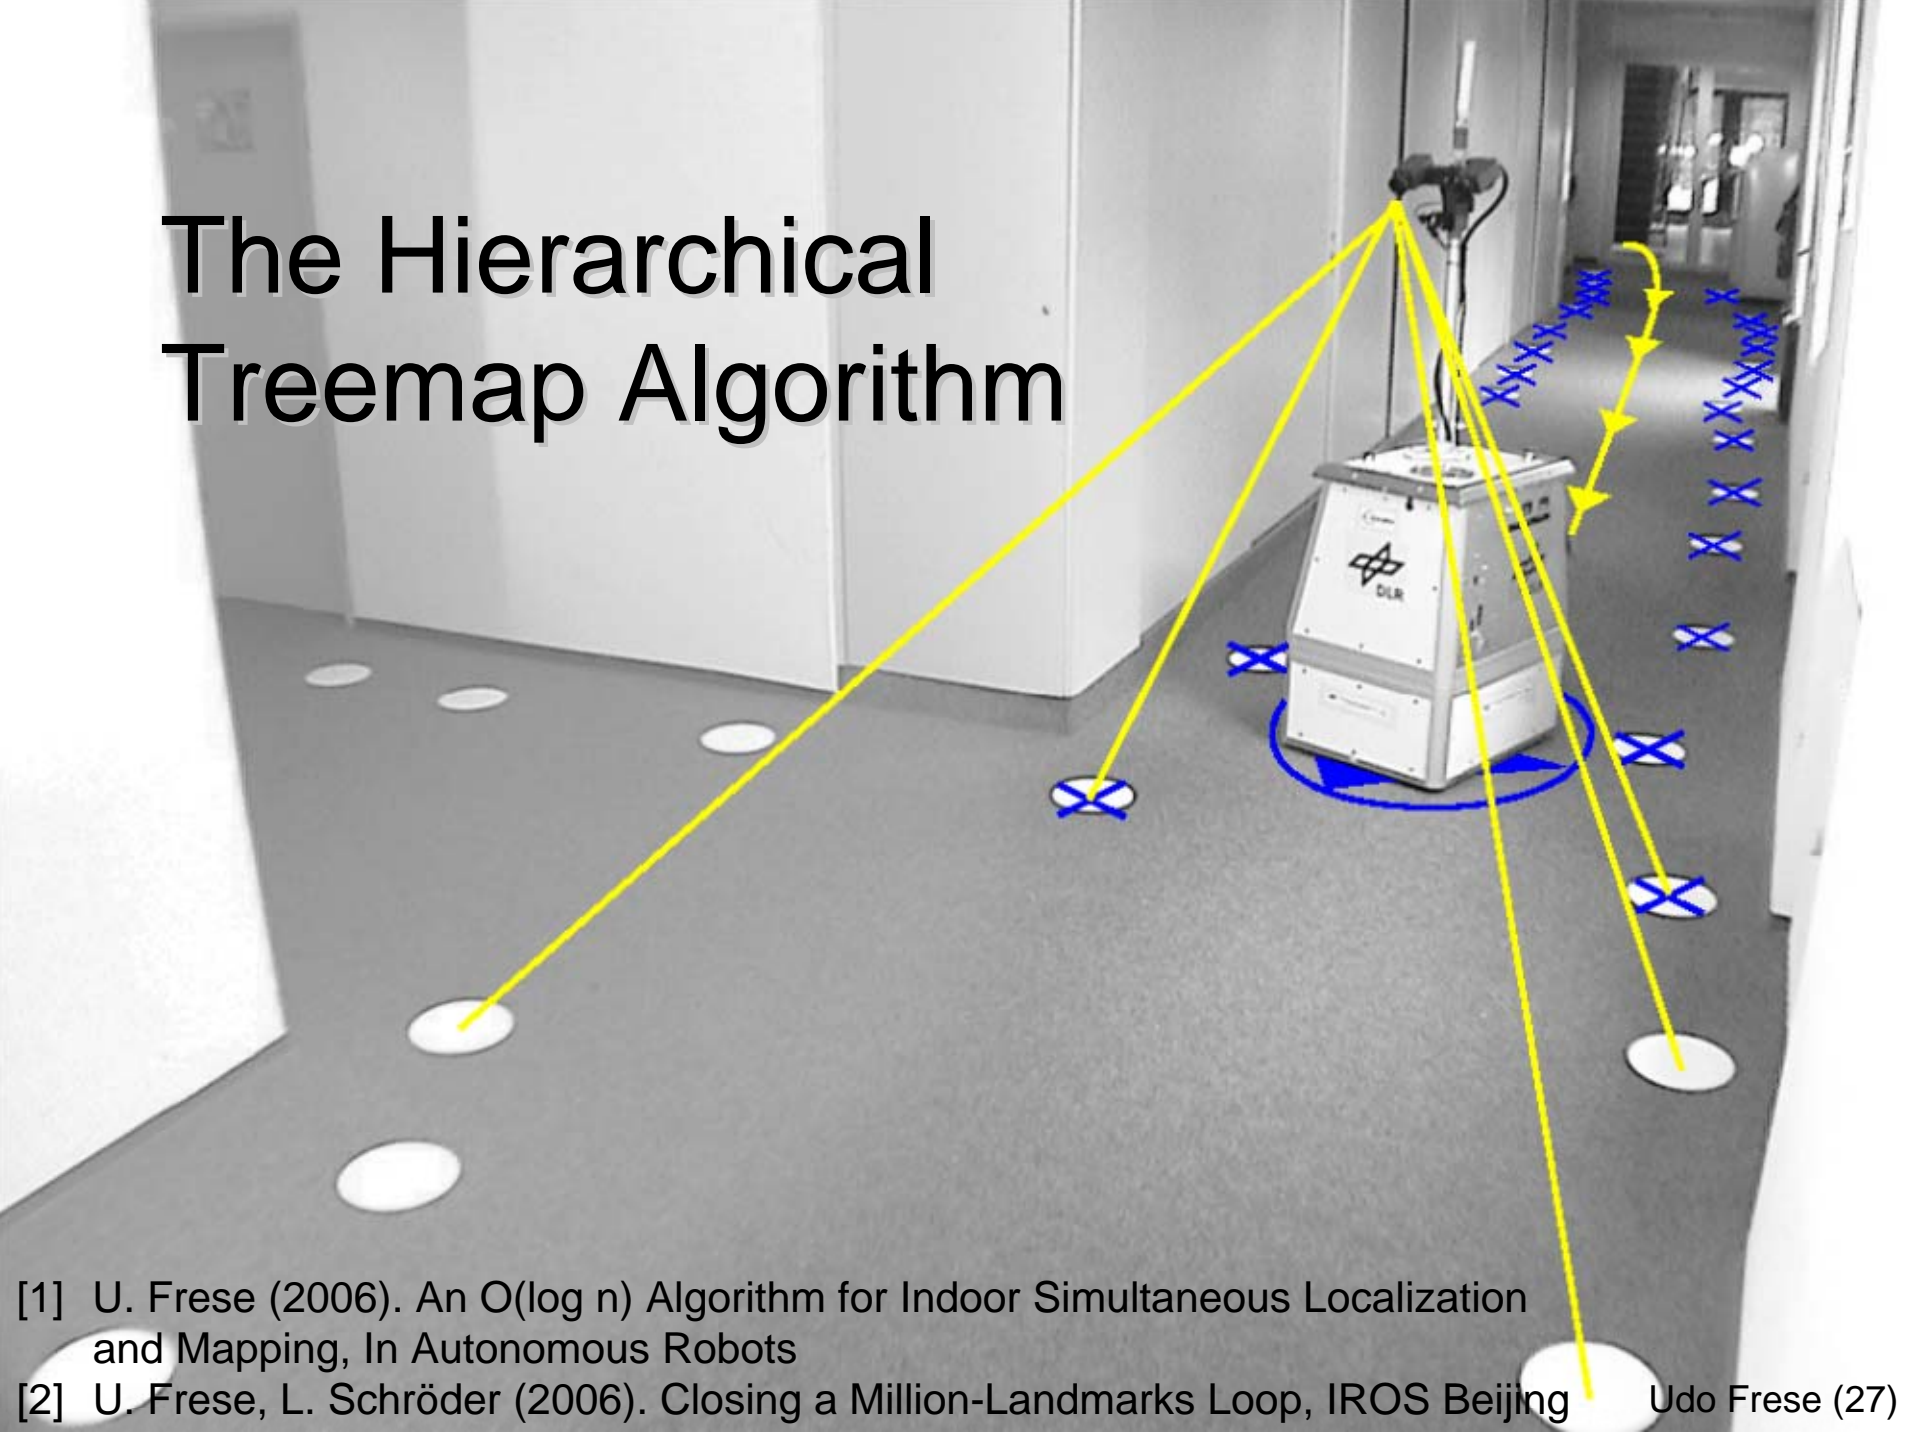 The Hierarchical
Treemap Algorithm
DLR
[1] U. Frese (2006). An O(log n) Algorithm for Indoor Simultaneous Localization
and Mapping, In Autonomous Robots
[2] U. Frese, L. Schröder (2006). Closing a Million-Landmarks Loop, IROS Beijing
Udo Frese (27)